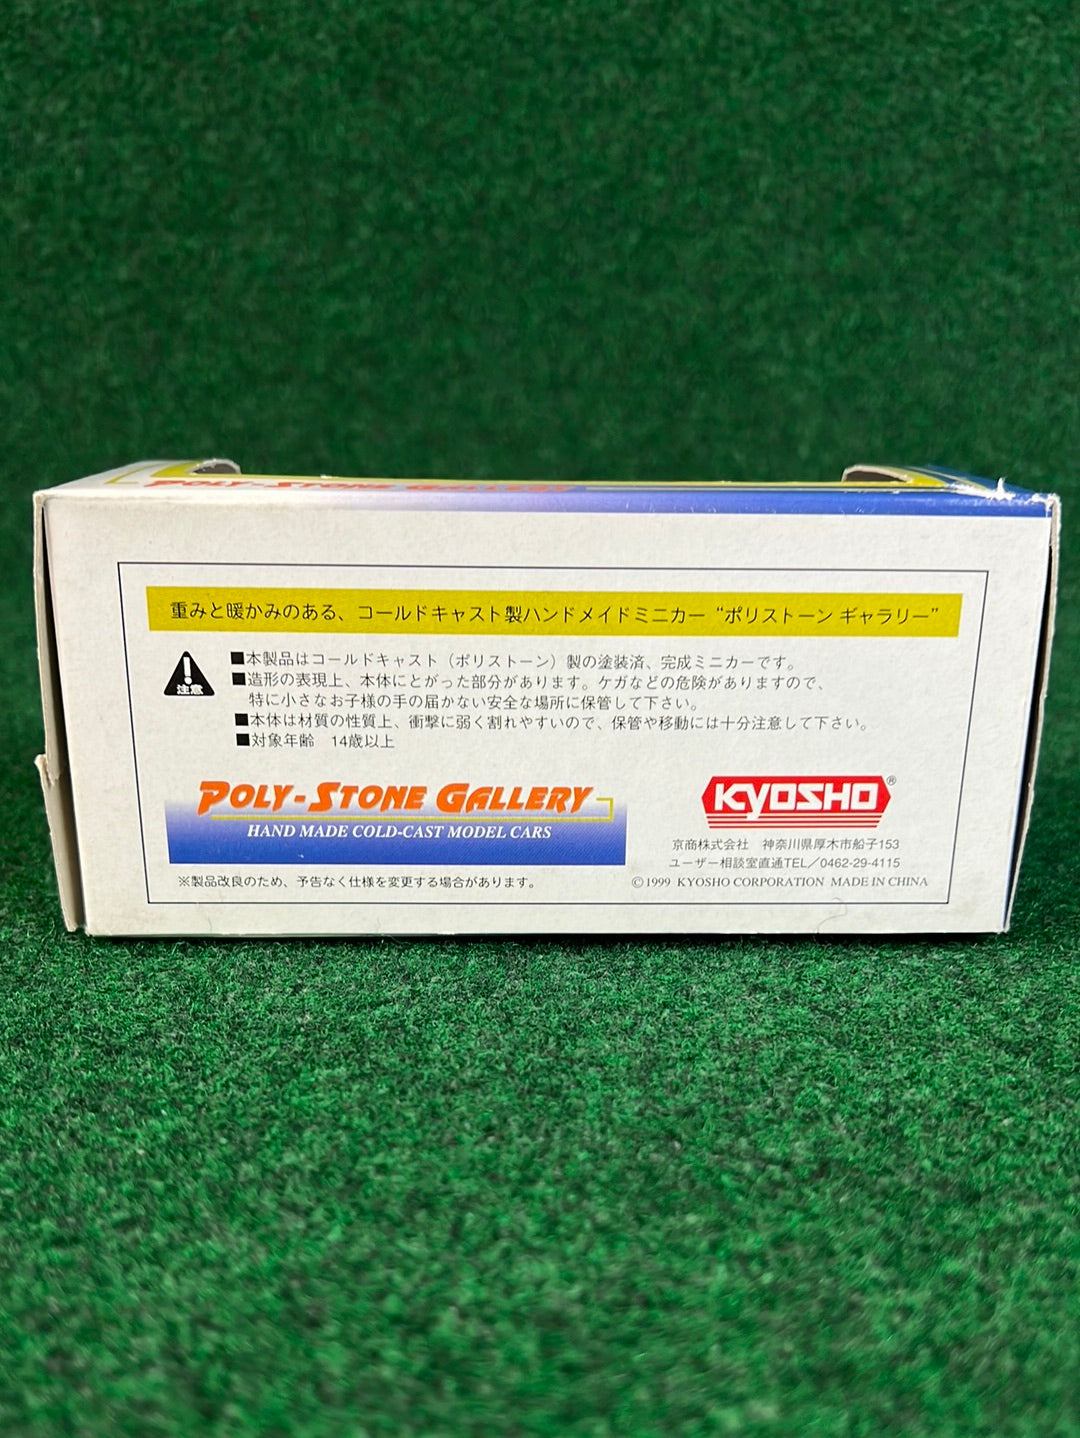 POLY-STONE GALLERY
重みと暖かみのある、コールドキャスト製ハンドメイドミニカー “ポリストーン ギャラリー”
注意
■本製品はコールドキャスト（ポリストーン）製の塗装済、完成ミニカーです。
■造形の表現上、本体にとがった部分があります。ケガなどの危険がありますので、
特に小さなお子様の手の届かない安全な場所に保管して下さい。
■本体は材質の性質上、衝撃に弱く割れやすいので、保管や移動には十分注意して下さい。
■対象年齢　14歳以上
POLY-STONE GALLERY
HAND MADE COLD-CAST MODEL CARS
※製品改良のため、予告なく仕様を変更する場合があります。
KYOSHO®
京商株式会社　神奈川県厚木市船子153
ユーザー相談室直通TEL／0462-29-4115
©1999 KYOSHO CORPORATION MADE IN CHINA